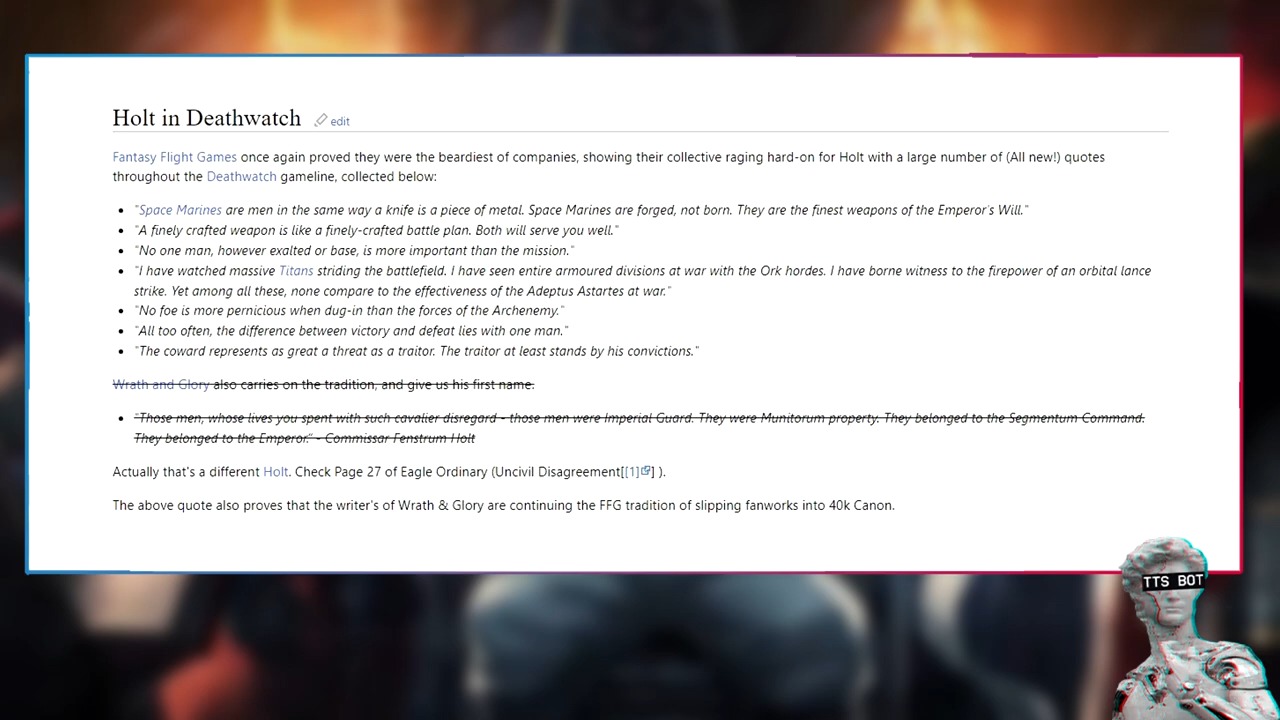 Holt in Deathwatch edit
Fantasy Flight Games once again proved they were the beardiest of companies, showing their collective raging hard-on for Holt with a large number of (All new!) quotes
throughout the Deathwatch gameline, collected below:
• "Space Marines are men in the same way a knife is a piece of metal. Space Marines are forged, not born. They are the finest weapons of the Emperor's Will."
• "A finely crafted weapon is like a finely-crafted battle plan. Both will serve you well."
• "No one man, however exalted or base, is more important than the mission."
• "I have watched massive Titans striding the battlefield. I have seen entire armoured divisions at war with the Ork hordes. I have borne witness to the firepower of an orbital lance
strike. Yet among all these, none compare to the effectiveness of the Adeptus Astartes at war."
• "No foe is more pernicious when dug-in than the forces of the Archenemy."
• "All too often, the difference between victory and defeat lies with one man."
• "The coward represents as great a threat as a traitor. The traitor at least stands by his convictions."
Wrath and Glory also carries on the tradition, and give us his first name.
• "Those men, whose lives you spent with such cavalier disregard - those men were Imperial Guard. They were Munitorum property. They belonged to the Segmentum Command.
They belonged to the Emperor." - Commissar Fenstrum Holt
Actually that's a different Holt. Check Page 27 of Eagle Ordinary (Uncivil Disagreement[[1]] ).
The above quote also proves that the writer's of Wrath & Glory are continuing the FFG tradition of slipping fanworks into 40k Canon.
TTS BOT